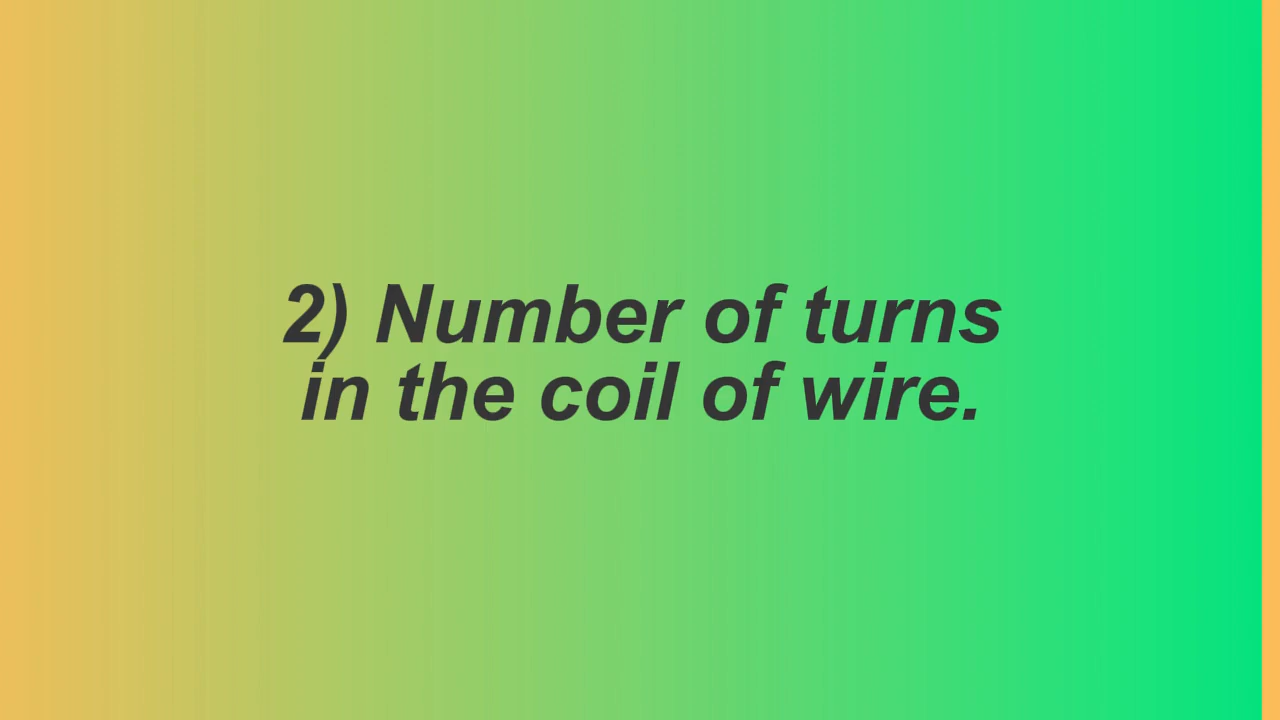 2) Number of turns
in the coil of wire.